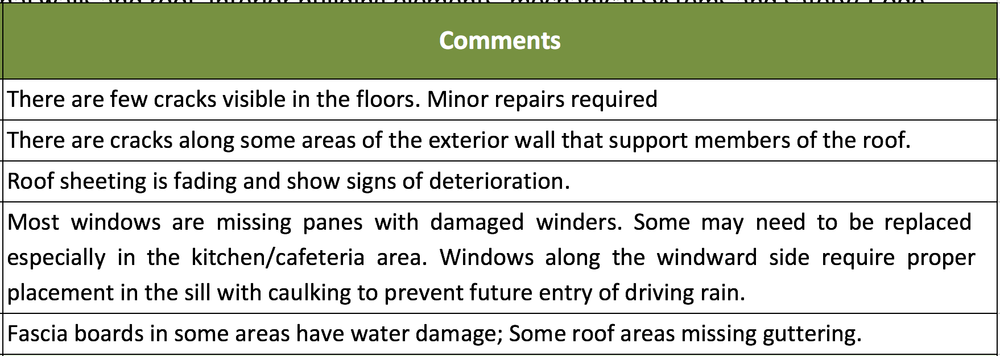 Comments
There are few cracks visible in the floors. Minor repairs required
There are cracks along some areas of the exterior wall that support members of the roof.
Roof sheeting is fading and show signs of deterioration.
Most windows are missing panes with damaged winders. Some may need to be replaced
especially in the kitchen/cafeteria area. Windows along the windward side require proper
placement in the sill with caulking to prevent future entry of driving rain.
Fascia boards in some areas have water damage; Some roof areas missing guttering.